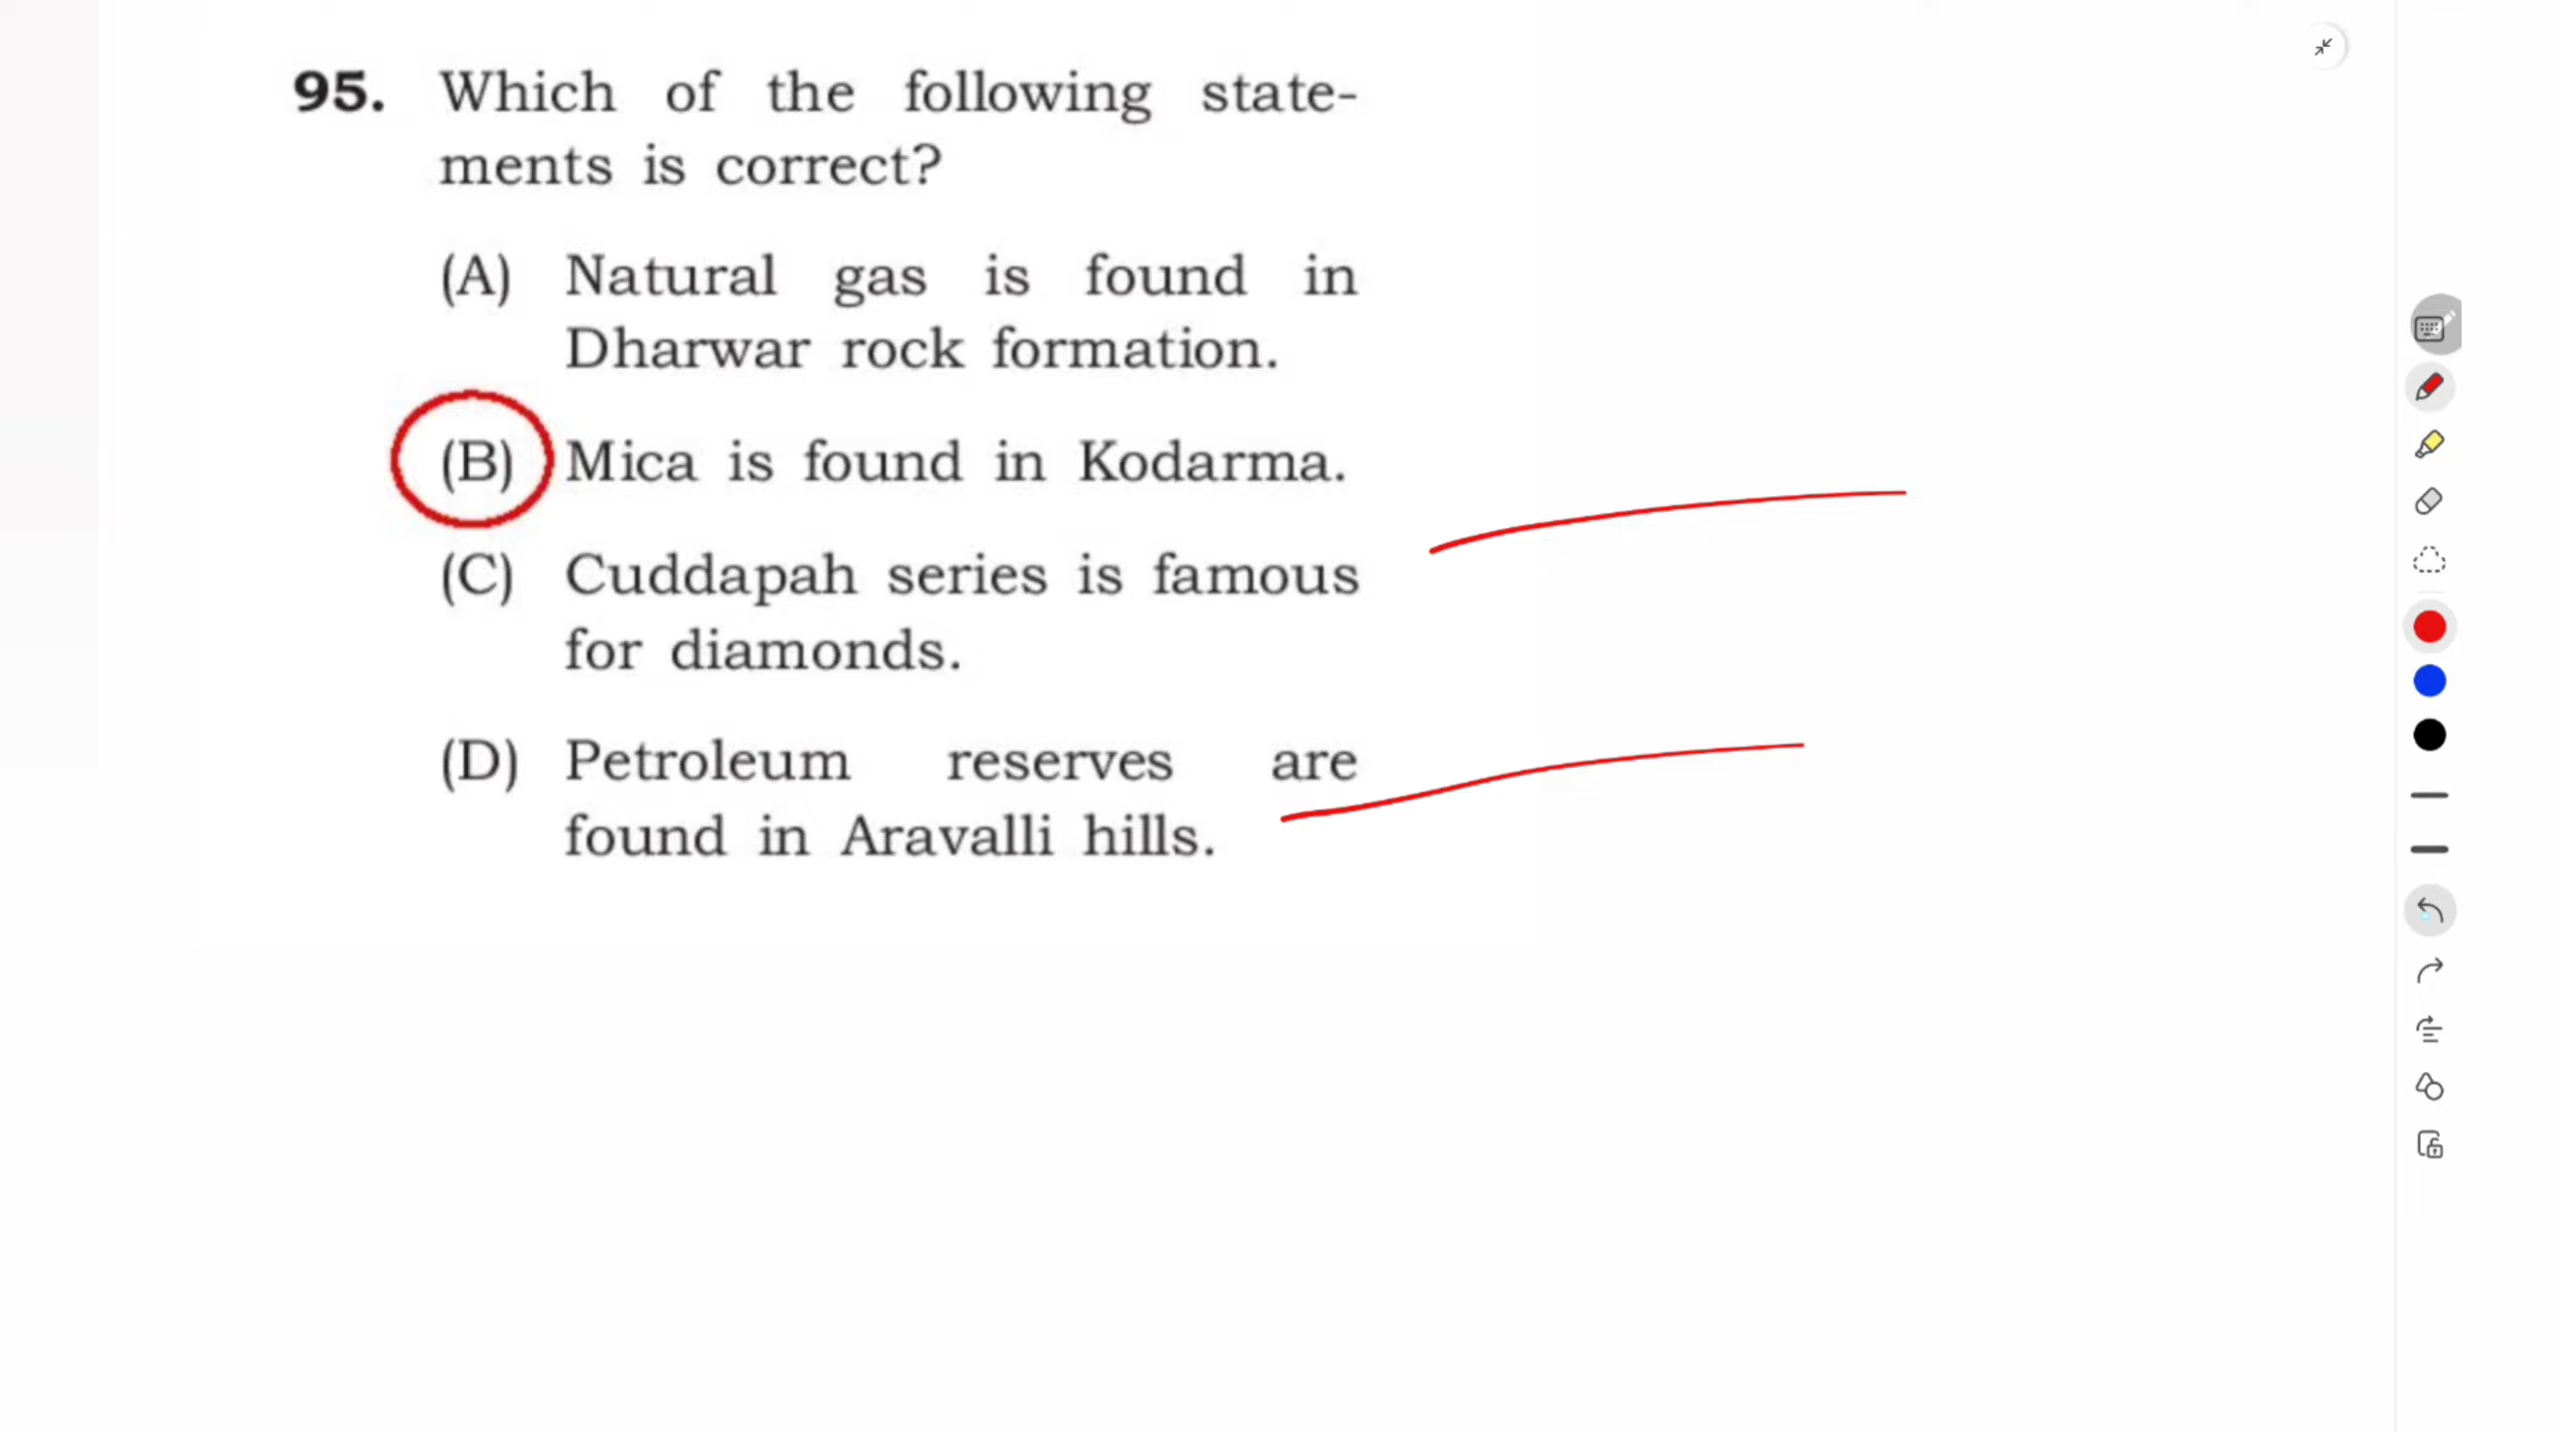 95. Which of the following state-
ments is correct?
(A) Natural gas is found in
Dharwar rock formation.
(B) Mica is found in Kodarma.
(C) Cuddapah series is famous
for diamonds.
(D) Petroleum reserves are
found in Aravalli hills.